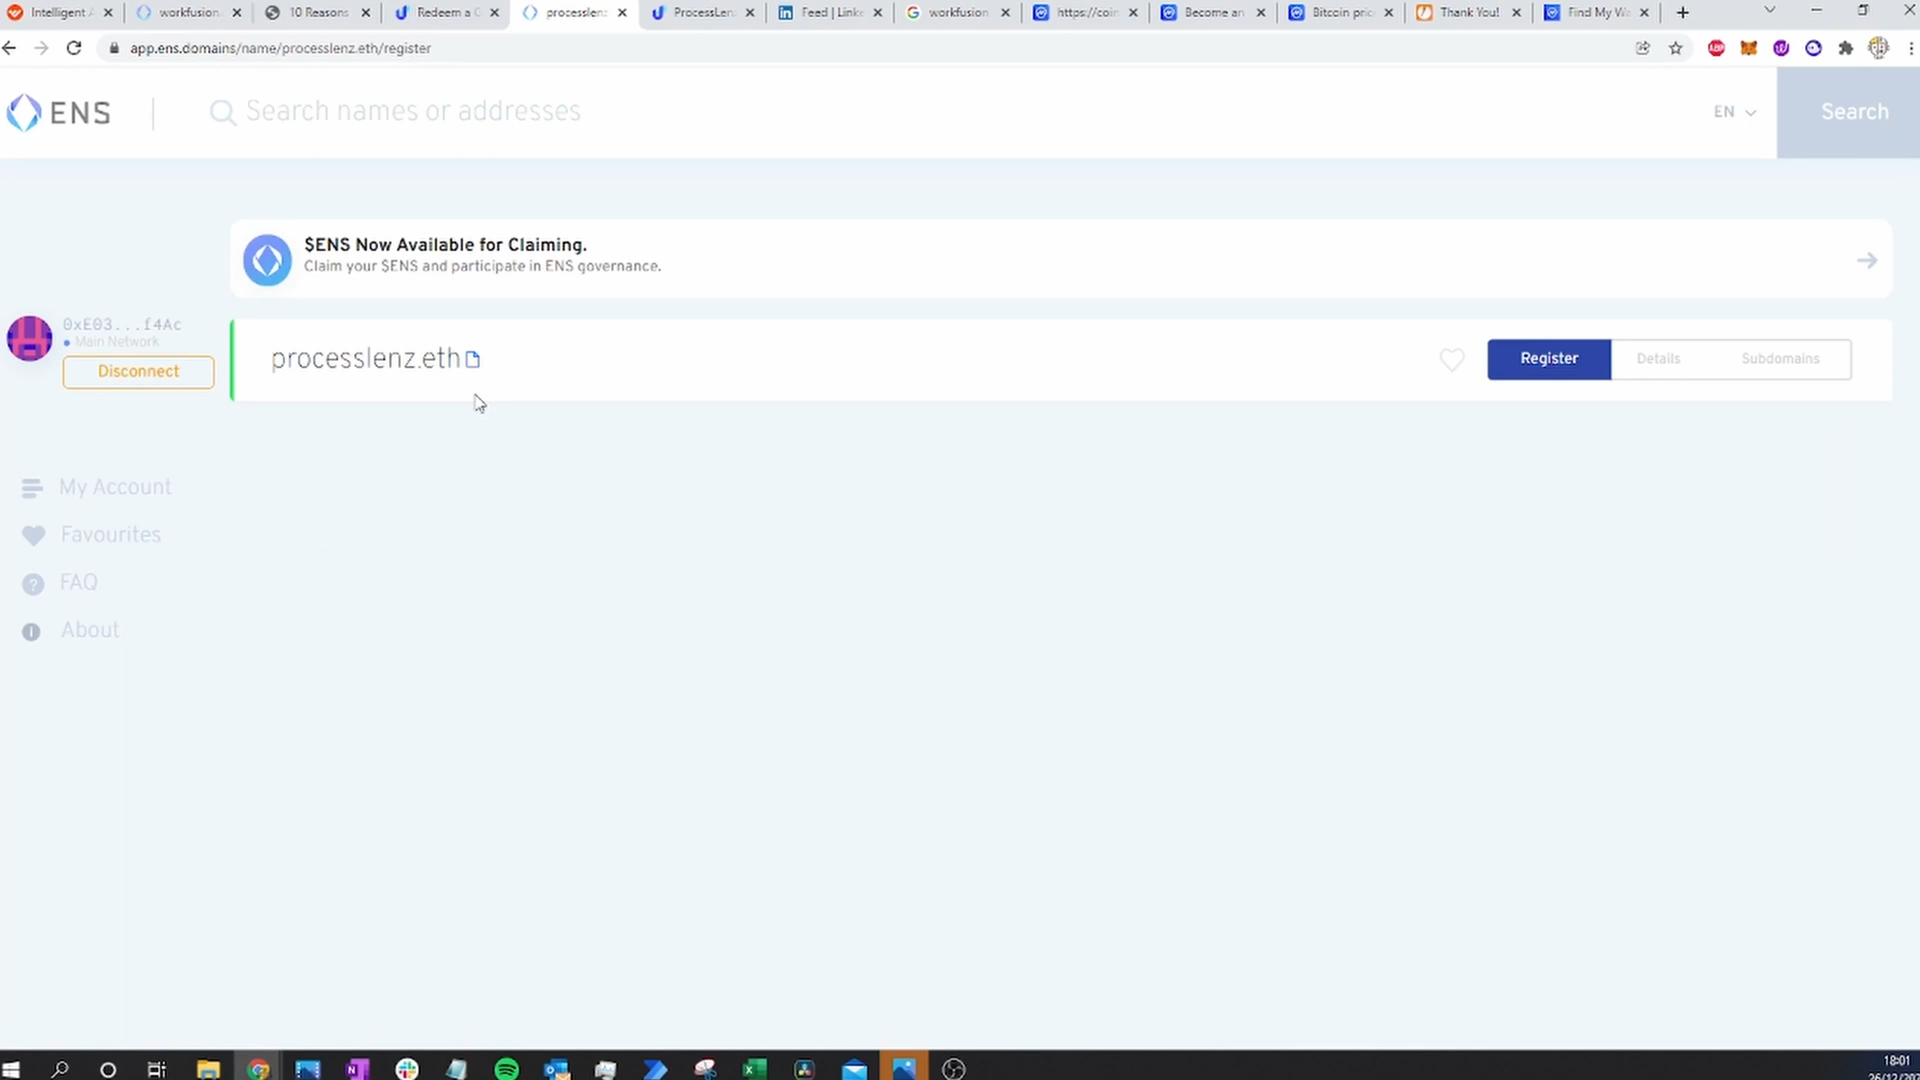 Intelligent A
workfusion
10 Reasons
Redeem a G
processlenz
ProcessLen
Feed | Linke
workfusion
https://coin
Become an
Bitcoin pric
Thank You!
Find My Wa
app.ens.domains/name/processlenz.eth/register
ENS
Search names or addresses
EN
Search
$ENS Now Available for Claiming.
Claim your $ENS and participate in ENS governance.
0xE03...f4Ac
Main Network
Disconnect
processlenz.eth
Register
Details
Subdomains
My Account
Favourites
FAQ
About
18:01